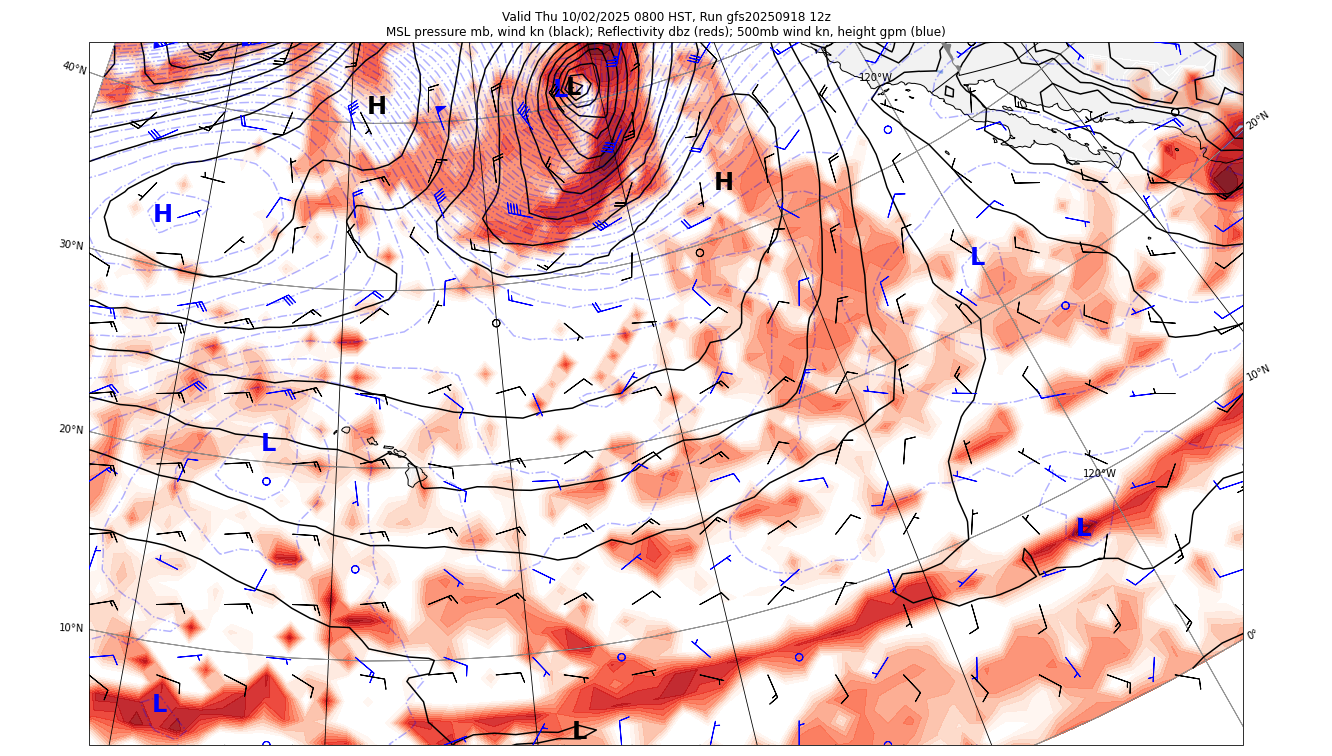 Valid Thu 10/02/2025 0800 HST, Run gfs20250918 12z
MSL pressure mb, wind kn (black); Reflectivity dbz (reds); 500mb wind kn, height gpm (blue)
40°N
120°W
20°N
L L
H
H
H
30°N
L
10°N
20°N
L
120°W
L
10°N
0°
L
L